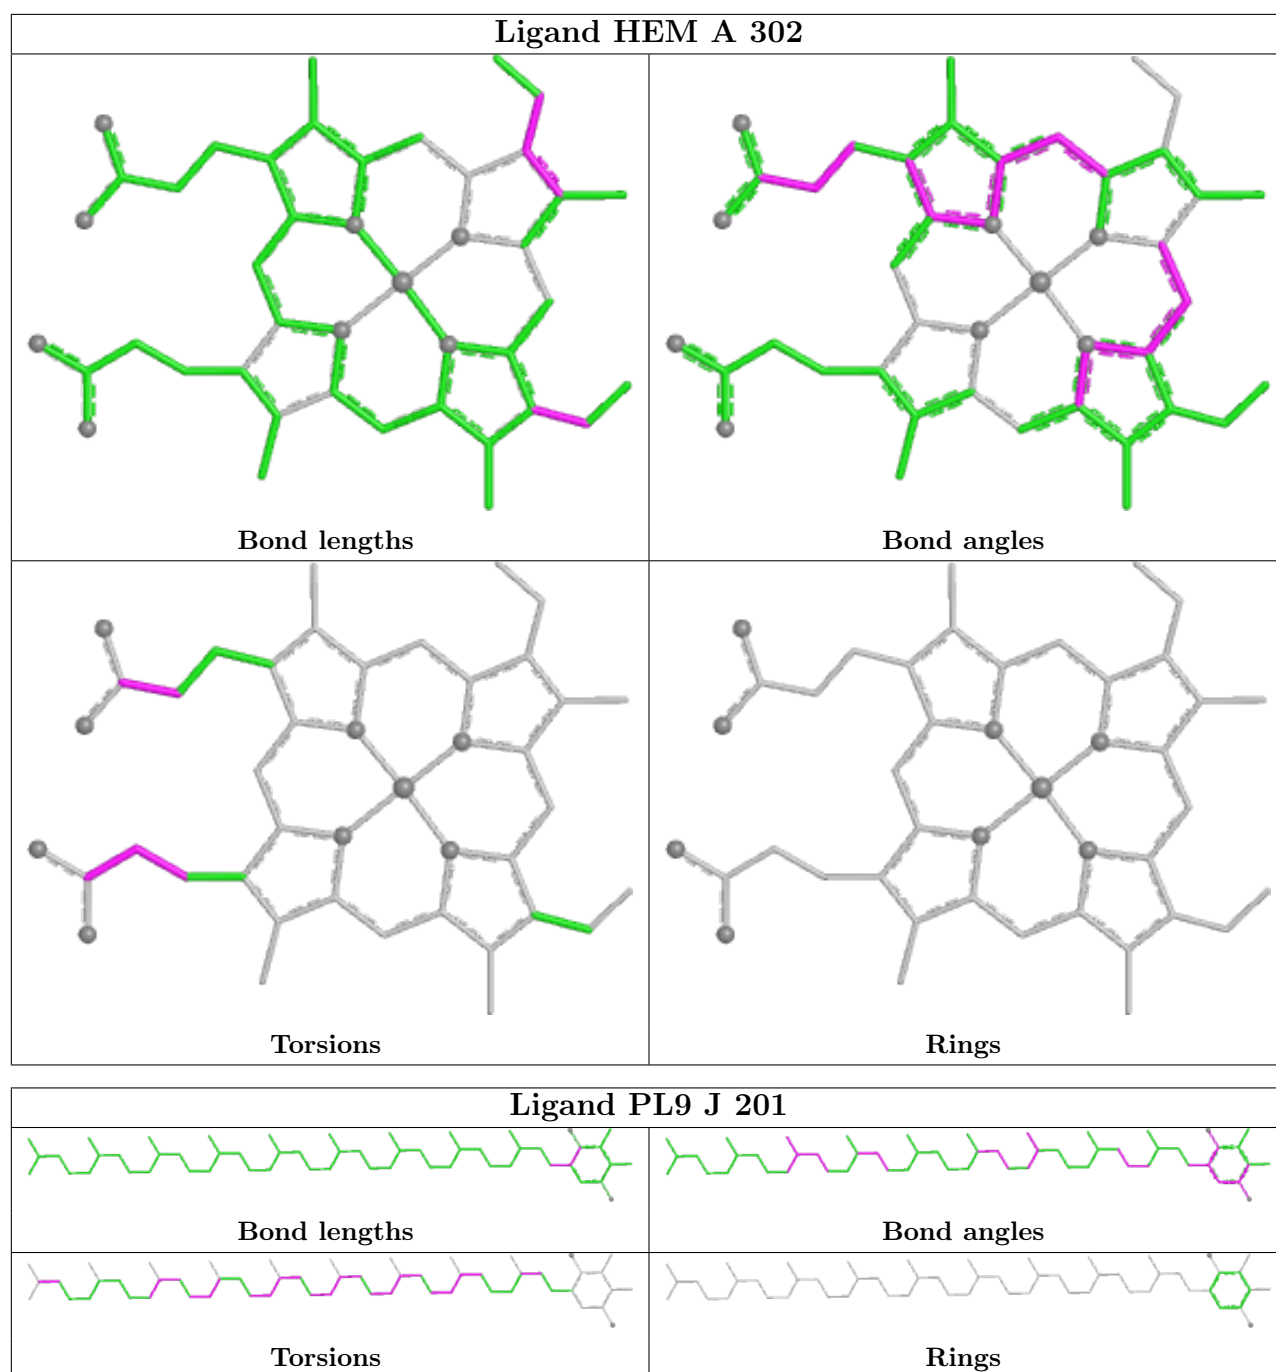 Ligand HEM A 302
Bond lengths
Bond angles
Torsions
Rings
Ligand PL9 J 201
Bond lengths
Bond angles
Torsions
Rings